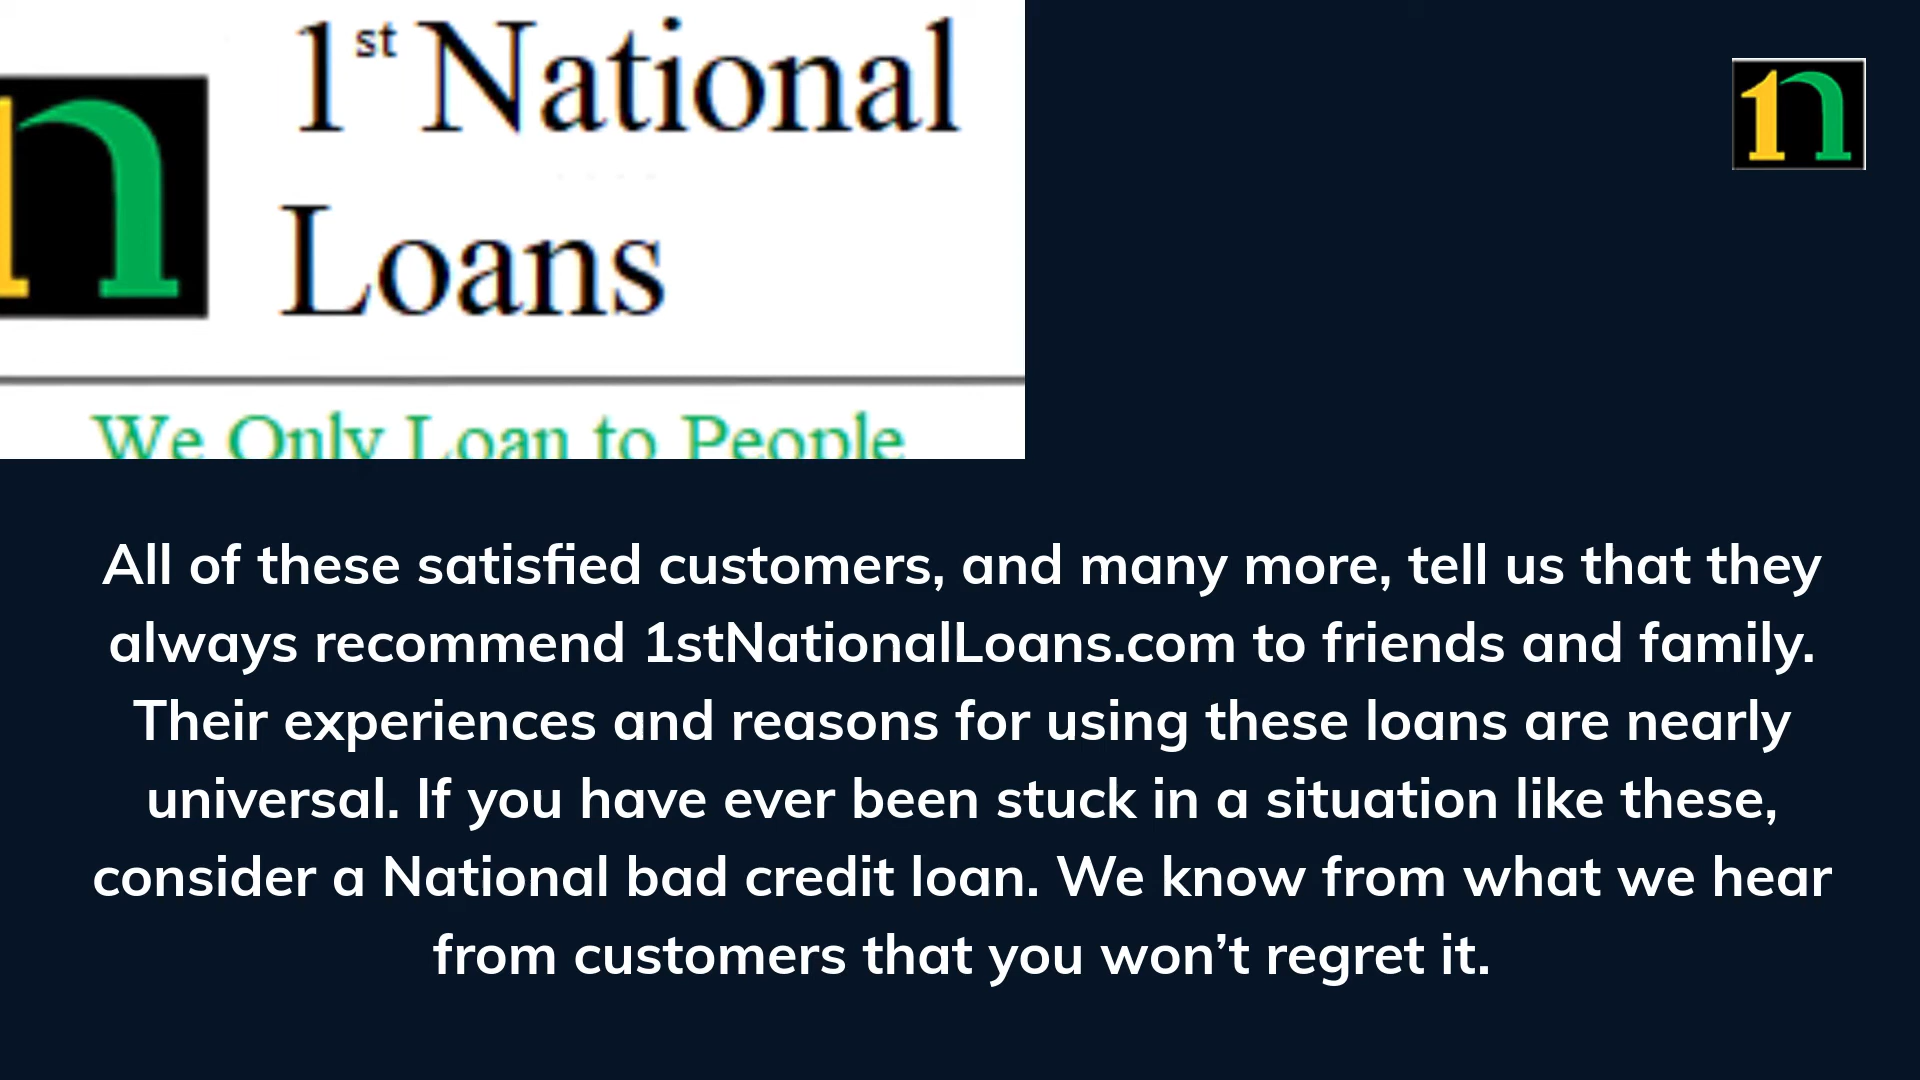 1st National
Loans
We Only Loan to People
1n
n
All of these satisfied customers, and many more, tell us that they
always recommend 1stNationalLoans.com to friends and family.
Their experiences and reasons for using these loans are nearly
universal. If you have ever been stuck in a situation like these,
consider a National bad credit loan. We know from what we hear
from customers that you won’t regret it.